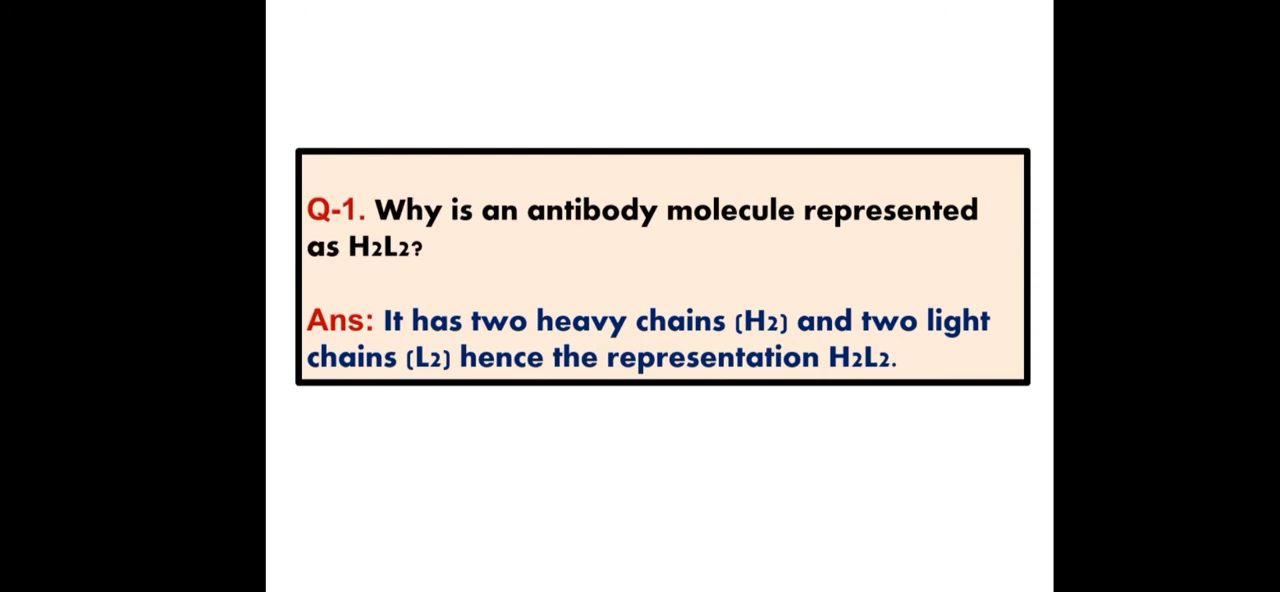 Q-1. Why is an antibody molecule represented
as H2L2?
Ans: It has two heavy chains (H2) and two light
chains (L2) hence the representation H2L2.